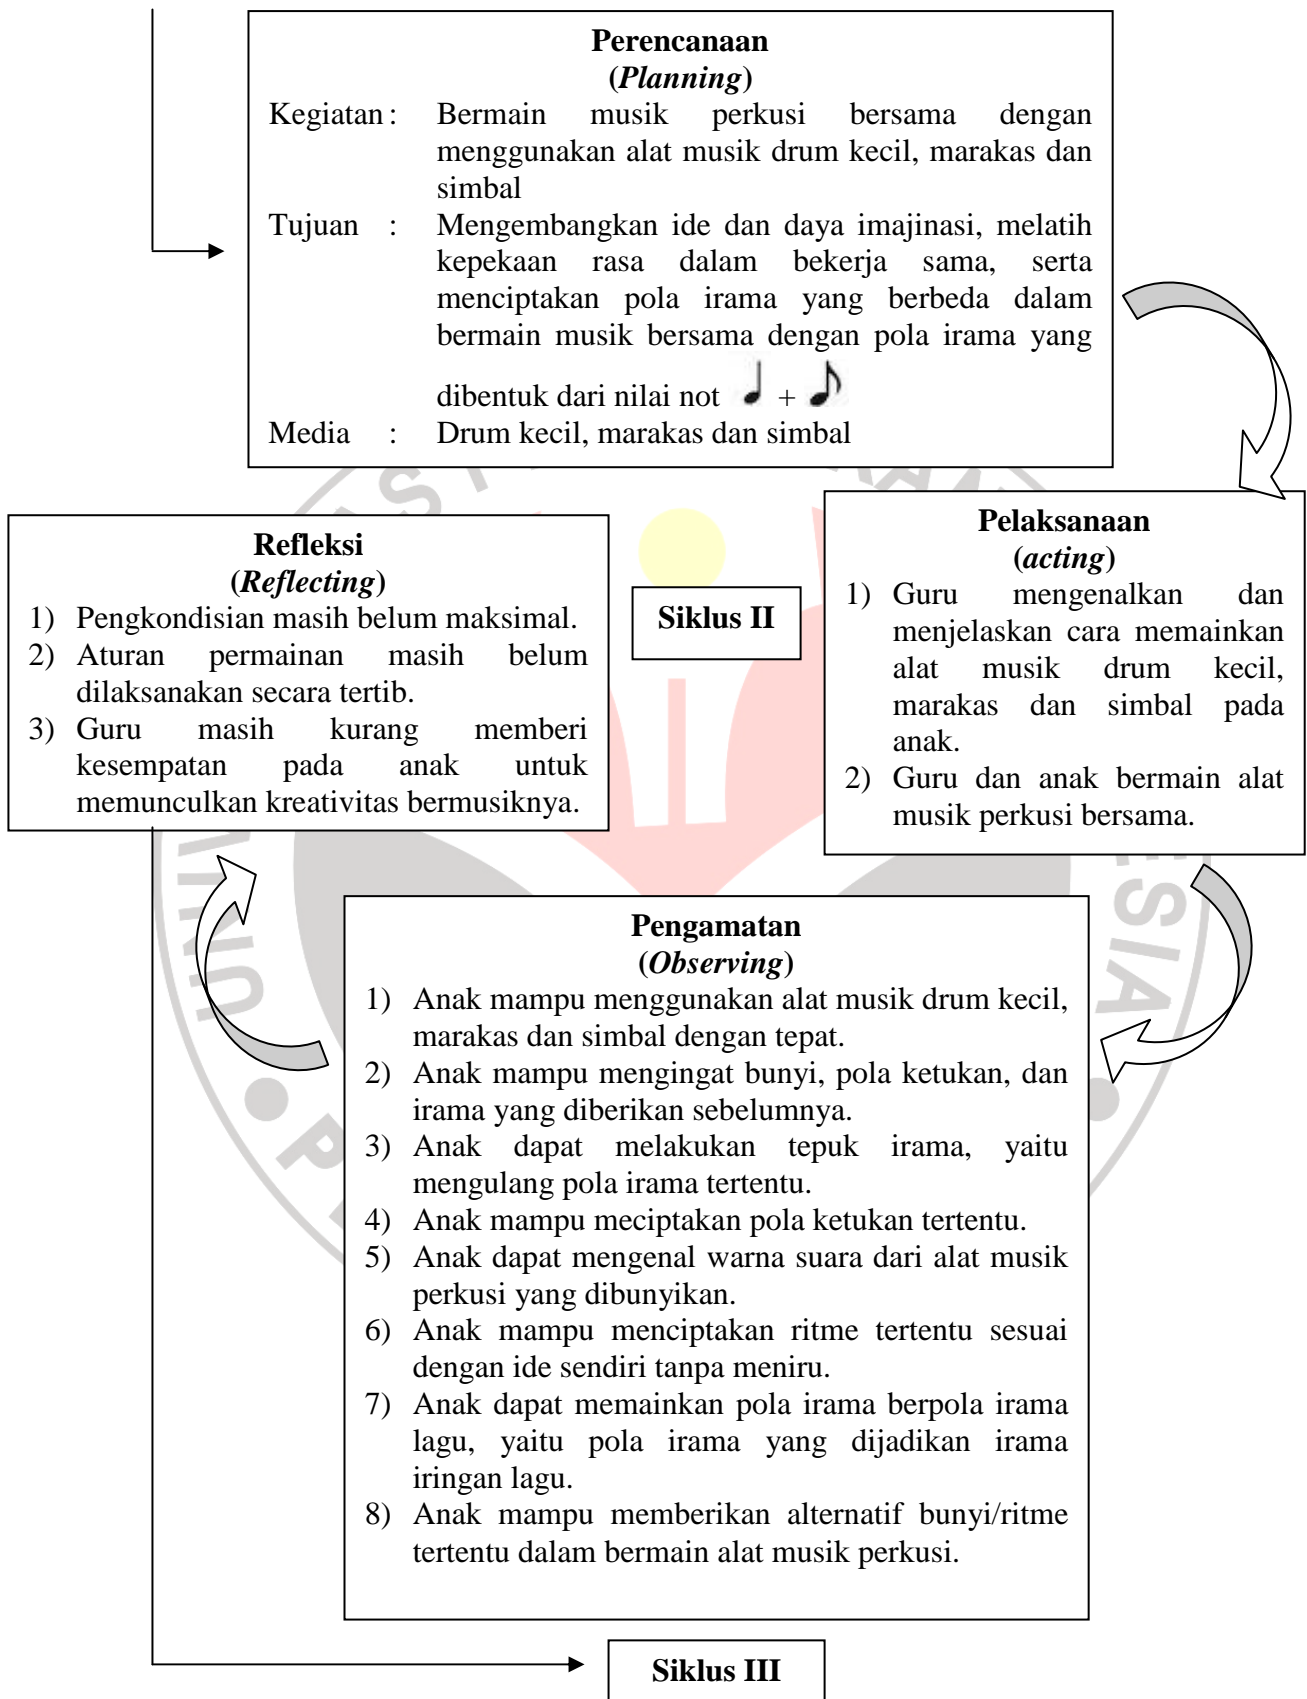 Perencanaan
(Planning)
Kegiatan : Bermain musik perkusi bersama dengan
menggunakan alat musik drum kecil, marakas dan
simbal
Tujuan : Mengembangkan ide dan daya imajinasi, melatih
kepekaan rasa dalam bekerja sama, serta
menciptakan pola irama yang berbeda dalam
bermain musik bersama dengan pola irama yang
dibentuk dari nilai not ♩ + ♪
Media : Drum kecil, marakas dan simbal
Pelaksanaan
(acting)
1) Guru mengenalkan dan
menjelaskan cara memainkan
alat musik drum kecil,
marakas dan simbal pada
anak.
2) Guru dan anak bermain alat
musik perkusi bersama.
Siklus II
Refleksi
(Reflecting)
1) Pengkondisian masih belum maksimal.
2) Aturan permainan masih belum
dilaksanakan secara tertib.
3) Guru masih kurang memberi
kesempatan pada anak untuk
memunculkan kreativitas bermusiknya.
Pengamatan
(Observing)
1) Anak mampu menggunakan alat musik drum kecil,
marakas dan simbal dengan tepat.
2) Anak mampu mengingat bunyi, pola ketukan, dan
irama yang diberikan sebelumnya.
3) Anak dapat melakukan tepuk irama, yaitu
mengulang pola irama tertentu.
4) Anak mampu meciptakan pola ketukan tertentu.
5) Anak dapat mengenal warna suara dari alat musik
perkusi yang dibunyikan.
6) Anak mampu menciptakan ritme tertentu sesuai
dengan ide sendiri tanpa meniru.
7) Anak dapat memainkan pola irama berpola irama
lagu, yaitu pola irama yang dijadikan irama
iringan lagu.
8) Anak mampu memberikan alternatif bunyi/ritme
tertentu dalam bermain alat musik perkusi.
Siklus III